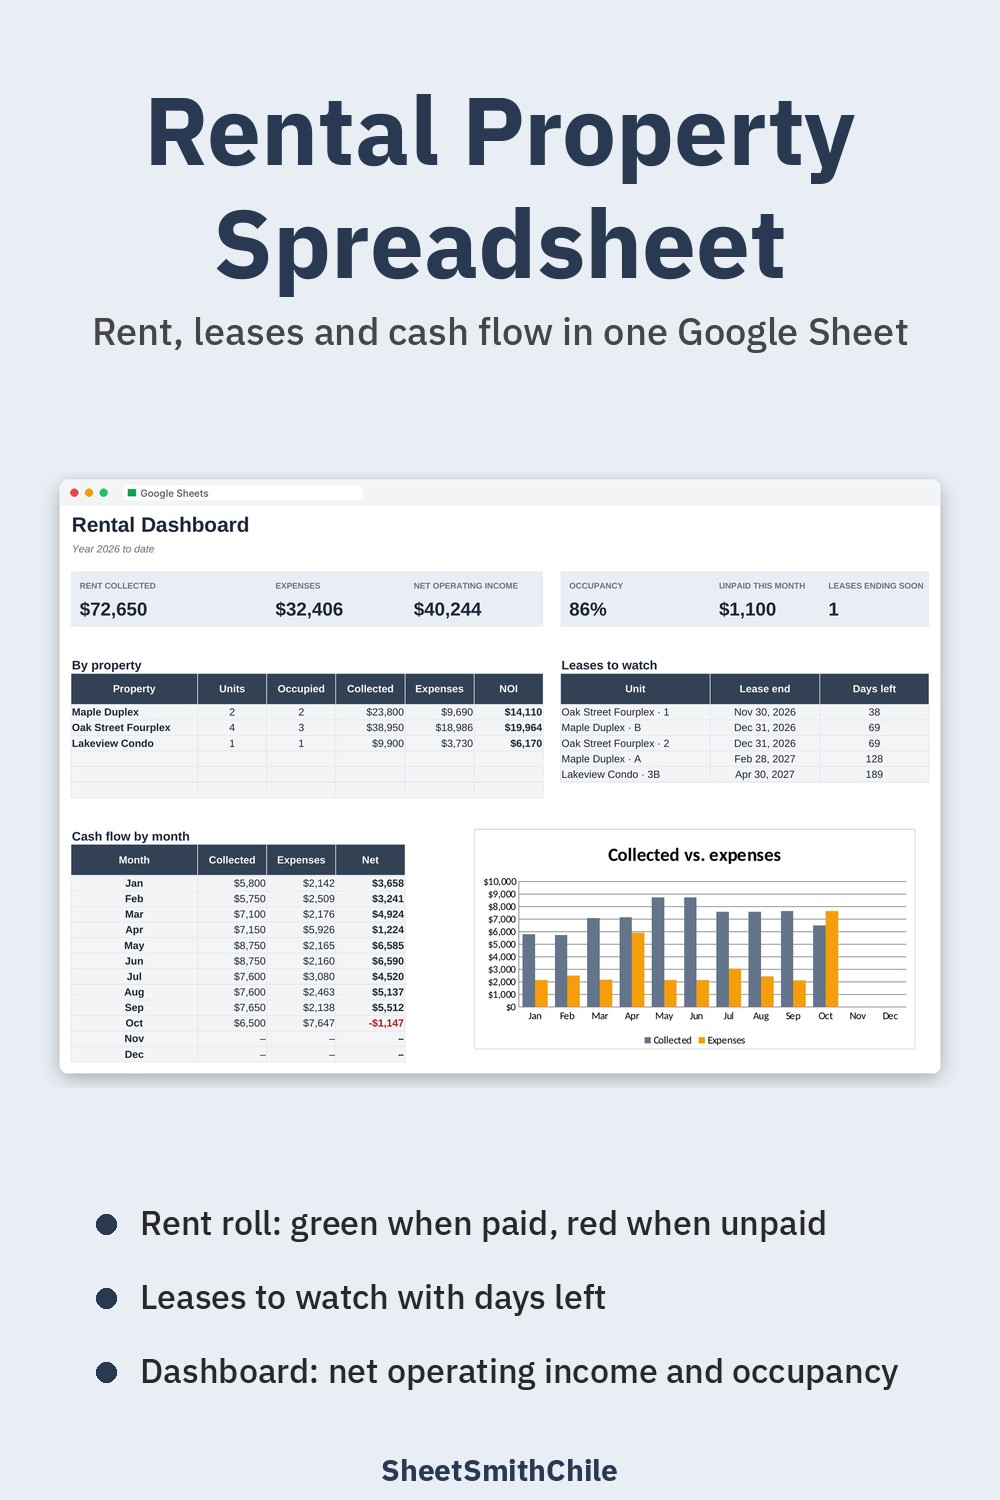 Rental Property
Spreadsheet
Rent, leases and cash flow in one Google Sheet
Google Sheets
Rental Dashboard
Year 2026 to date
RENT COLLECTED EXPENSES NET OPERATING INCOME OCCUPANCY UNPAID THIS MONTH LEASES ENDING SOON
$72,650 $32,406 $40,244 86% $1,100 1
By property
Property Units Occupied Collected Expenses NOI
Maple Duplex 2 2 $23,800 $9,690 $14,110
Oak Street Fourplex 4 3 $38,950 $18,986 $19,964
Lakeview Condo 1 1 $9,900 $3,730 $6,170
Leases to watch
Unit Lease end Days left
Oak Street Fourplex · 1 Nov 30, 2026 38
Maple Duplex · B Dec 31, 2026 69
Oak Street Fourplex · 2 Dec 31, 2026 69
Maple Duplex · A Feb 28, 2027 128
Lakeview Condo · 3B Apr 30, 2027 189
Cash flow by month
Month Collected Expenses Net
Jan $5,800 $2,142 $3,658
Feb $5,750 $2,509 $3,241
Mar $7,100 $2,176 $4,924
Apr $7,150 $5,926 $1,224
May $8,750 $2,165 $6,585
Jun $8,750 $2,160 $6,590
Jul $7,600 $3,080 $4,520
Aug $7,600 $2,463 $5,137
Sep $7,650 $2,138 $5,512
Oct $6,500 $7,647 -$1,147
Nov – – –
Dec – – –
Collected vs. expenses
$10,000
$9,000
$8,000
$7,000
$6,000
$5,000
$4,000
$3,000
$2,000
$1,000
$0
Jan Feb Mar Apr May Jun Jul Aug Sep Oct Nov Dec
Collected Expenses
Rent roll: green when paid, red when unpaid
Leases to watch with days left
Dashboard: net operating income and occupancy
SheetSmithChile